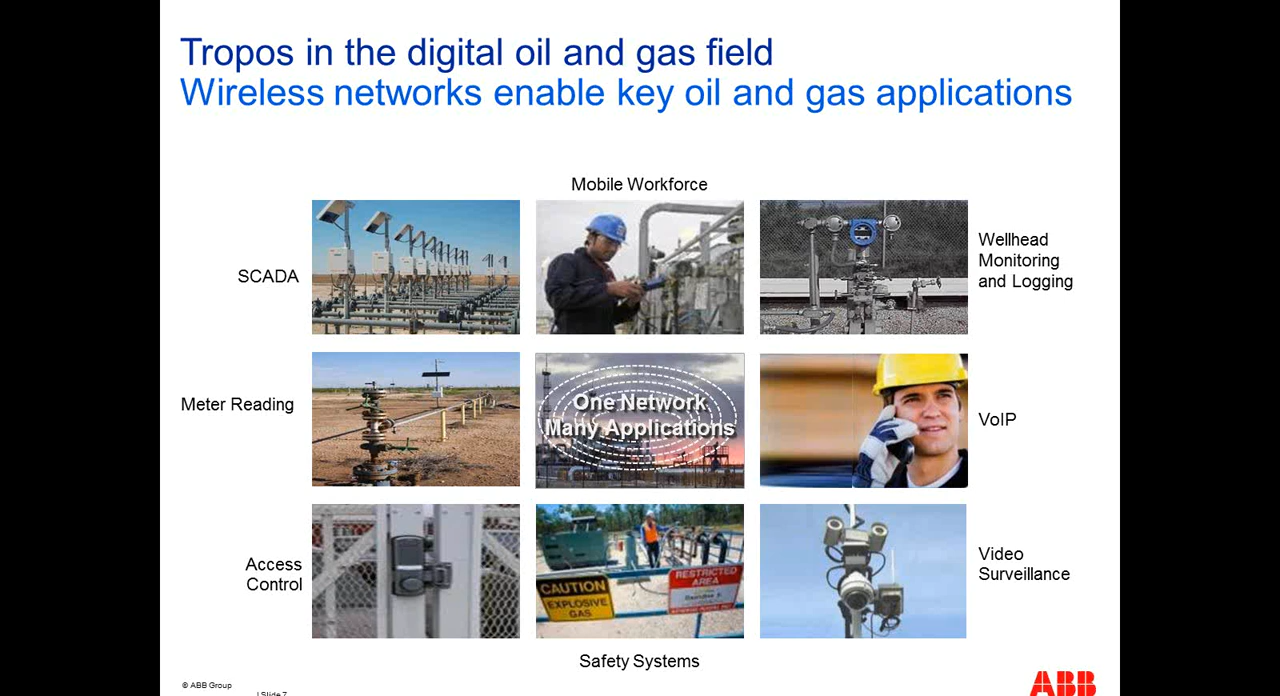 Tropos in the digital oil and gas field
Wireless networks enable key oil and gas applications
Mobile Workforce
SCADA
Wellhead
Monitoring
and Logging
Meter Reading
One Network
Many Applications
VoIP
Access
Control
CAUTION
EXPLOSIVE
GAS
RESTRICTED
AREA
Video
Surveillance
Safety Systems
© ABB Group
| Slide 7
ABB